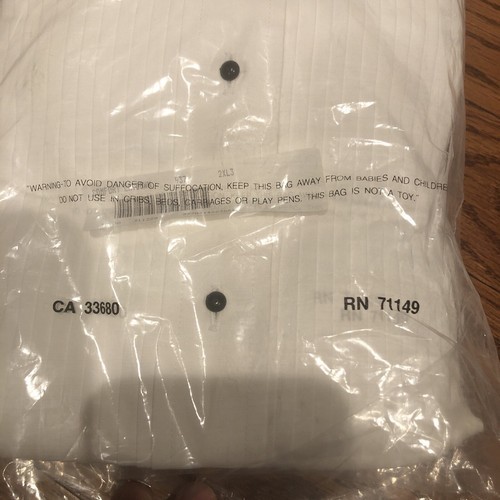 2XL
"WARNING-TO AVOID DANGER OF SUFFOCATION, KEEP THIS BAG AWAY FROM BABIES AND CHILDRE
DO NOT USE IN CRIBS, BEDS, CARRIAGES OR PLAY PENS. THIS BAG IS NOT A TOY."
CA 33680
RN 71149